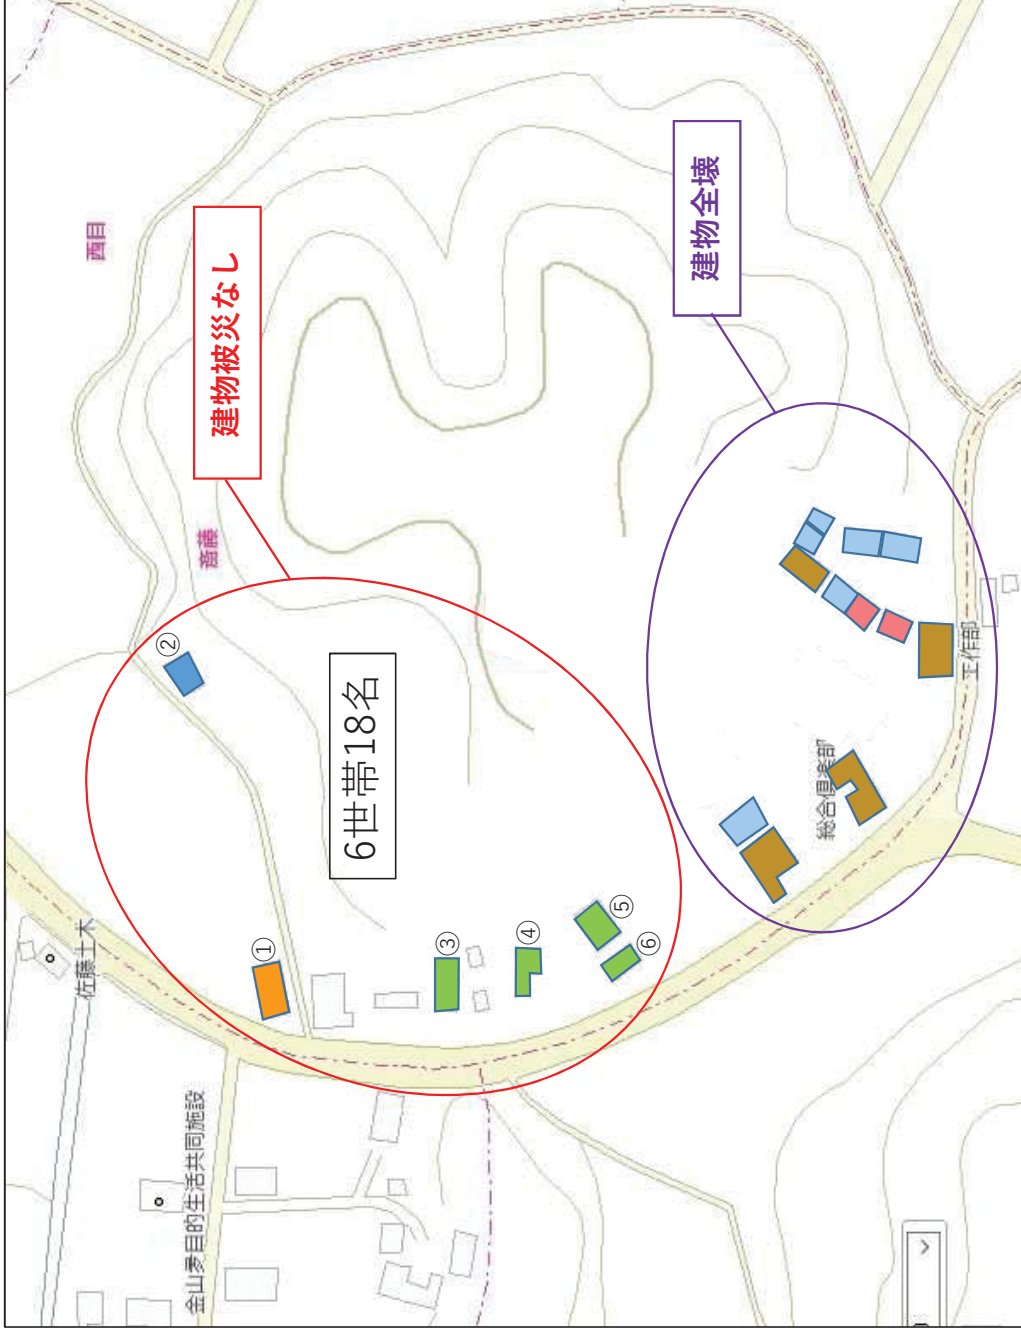 西目
斎藤
建物被災なし
建物全壊
②
6世帯18名
工作部
総合倶楽部
佐藤土木
①
③
④
⑤
⑥
金山多目的生活共同施設